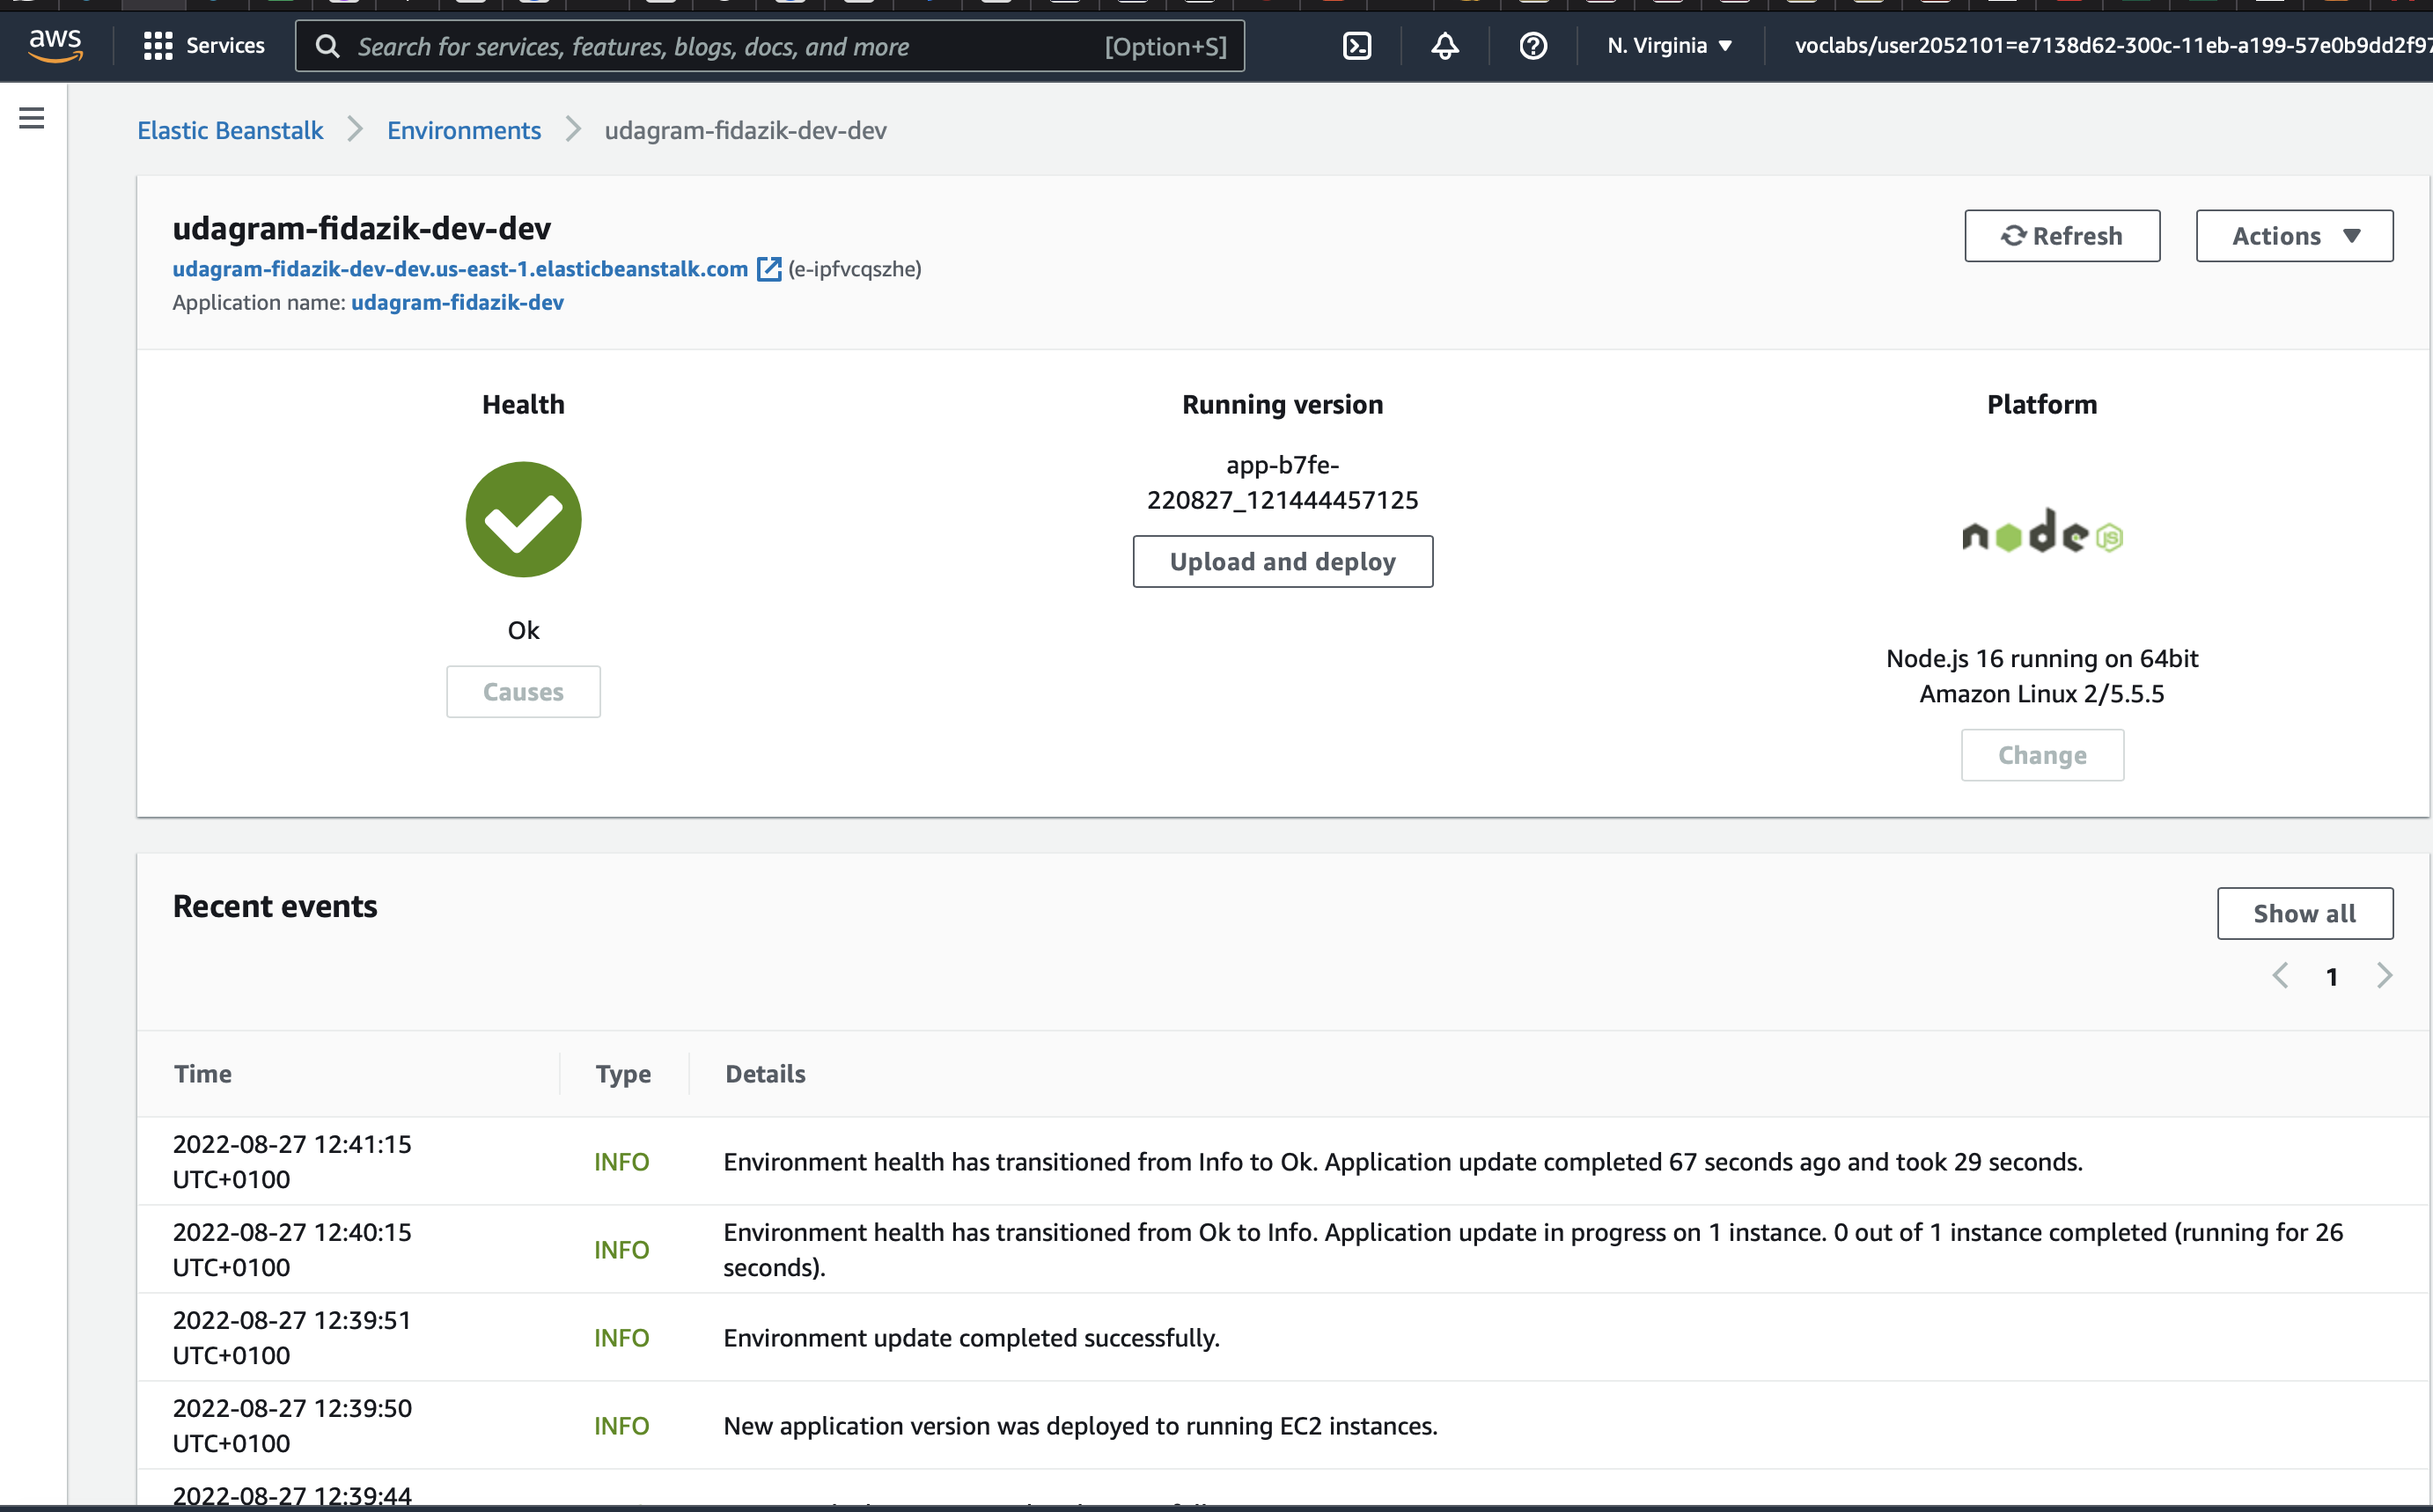 aws
Services
Search for services, features, blogs, docs, and more
[Option+S]
N. Virginia
voclabs/user2052101=e7138d62-300c-11eb-a199-57e0b9dd2f97
Elastic Beanstalk
Environments
udagram-fidazik-dev-dev
udagram-fidazik-dev-dev
Refresh
Actions
udagram-fidazik-dev-dev.us-east-1.elasticbeanstalk.com (e-ipfvcqszhe)
Application name: udagram-fidazik-dev
Health
Ok
Causes
Running version
app-b7fe-
220827_121444457125
Upload and deploy
Platform
node JS
Node.js 16 running on 64bit
Amazon Linux 2/5.5.5
Change
Recent events
Show all
1
Time
Type
Details
2022-08-27 12:41:15
UTC+0100
INFO
Environment health has transitioned from Info to Ok. Application update completed 67 seconds ago and took 29 seconds.
2022-08-27 12:40:15
UTC+0100
INFO
Environment health has transitioned from Ok to Info. Application update in progress on 1 instance. 0 out of 1 instance completed (running for 26
seconds).
2022-08-27 12:39:51
UTC+0100
INFO
Environment update completed successfully.
2022-08-27 12:39:50
UTC+0100
INFO
New application version was deployed to running EC2 instances.
2022-08-27 12:39:44